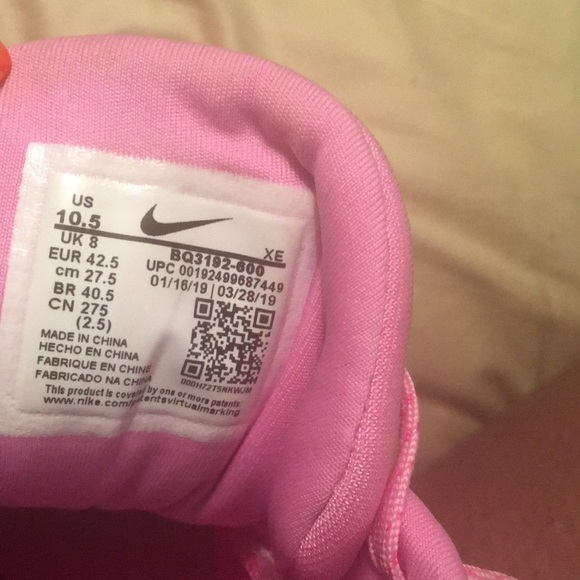 US
10.5
UK 8
EUR 42.5
cm 27.5
BR 40.5
CN 275
(2.5)
XE
BQ3192-600
UPC 00192499687449
01/16/19 | 03/28/19
MADE IN CHINA
HECHO EN CHINA
FABRIQUE EN CHINE
FABRICADO NA CHINA
000H72T5NKWJM
This product is covered by one or more patents:
www.nike.com/patentsvirtualmarking